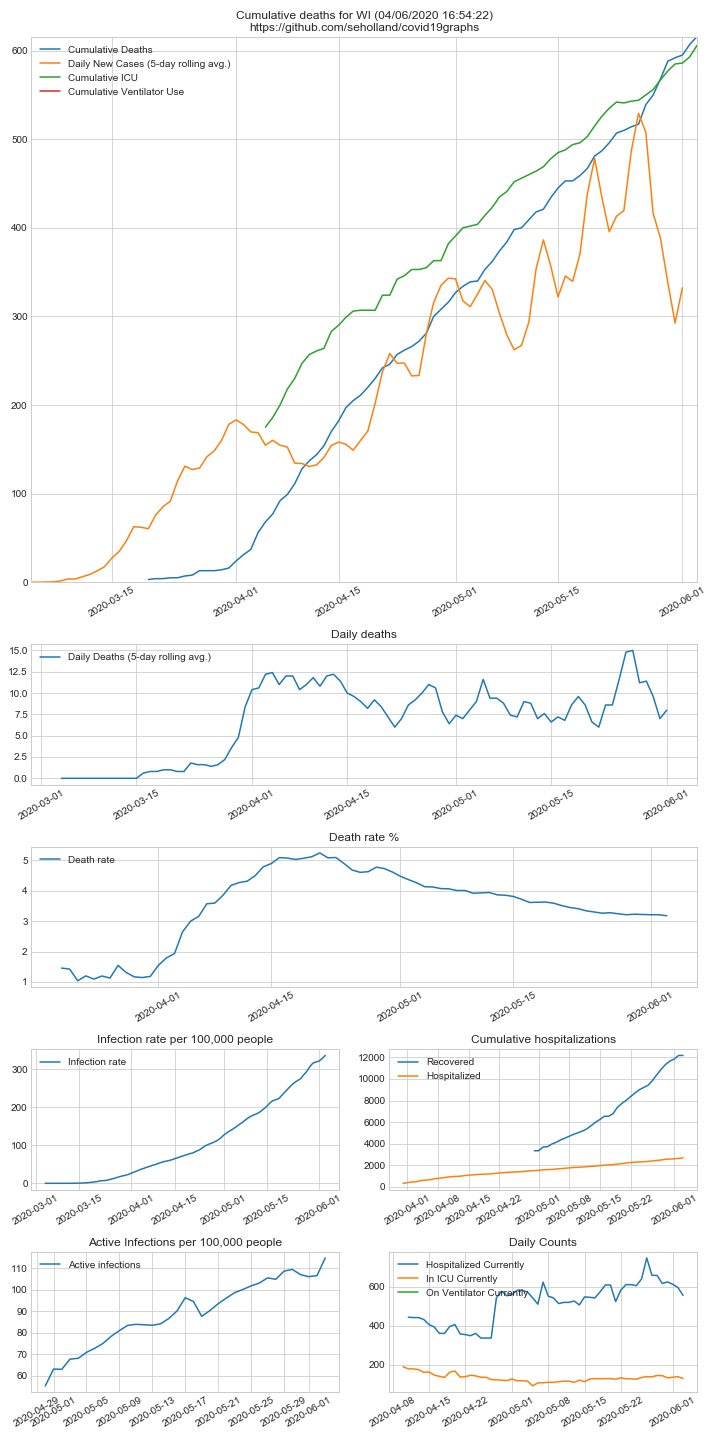 Cumulative deaths for WI (04/06/2020 16:54:22)
https://github.com/seholland/covid19graphs
Cumulative Deaths
Daily New Cases (5-day rolling avg.)
Cumulative ICU
Cumulative Ventilator Use
600
500
400
300
200
100
0
2020-03-15 2020-04-01 2020-04-15 2020-05-01 2020-05-15 2020-06-01
Daily deaths
Daily Deaths (5-day rolling avg.)
15.0
12.5
10.0
7.5
5.0
2.5
0.0
2020-03-01 2020-03-15 2020-04-01 2020-04-15 2020-05-01 2020-05-15 2020-06-01
Death rate %
Death rate
5
4
3
2
1
2020-04-01 2020-04-15 2020-05-01 2020-05-15 2020-06-01
Infection rate per 100,000 people
Infection rate
300
200
100
0
2020-03-01 2020-03-15 2020-04-01 2020-04-15 2020-05-01 2020-05-15 2020-06-01
Cumulative hospitalizations
Recovered
Hospitalized
12000
10000
8000
6000
4000
2000
0
2020-04-01 2020-04-08 2020-04-15 2020-04-22 2020-05-01 2020-05-08 2020-05-15 2020-05-22 2020-06-01
Active Infections per 100,000 people
Active infections
110
100
90
80
70
60
2020-04-29 2020-05-01 2020-05-05 2020-05-09 2020-05-13 2020-05-17 2020-05-21 2020-05-25 2020-05-29 2020-06-01
Daily Counts
Hospitalized Currently
In ICU Currently
On Ventilator Currently
600
400
200
2020-04-08 2020-04-15 2020-04-22 2020-05-01 2020-05-08 2020-05-15 2020-05-22 2020-06-01